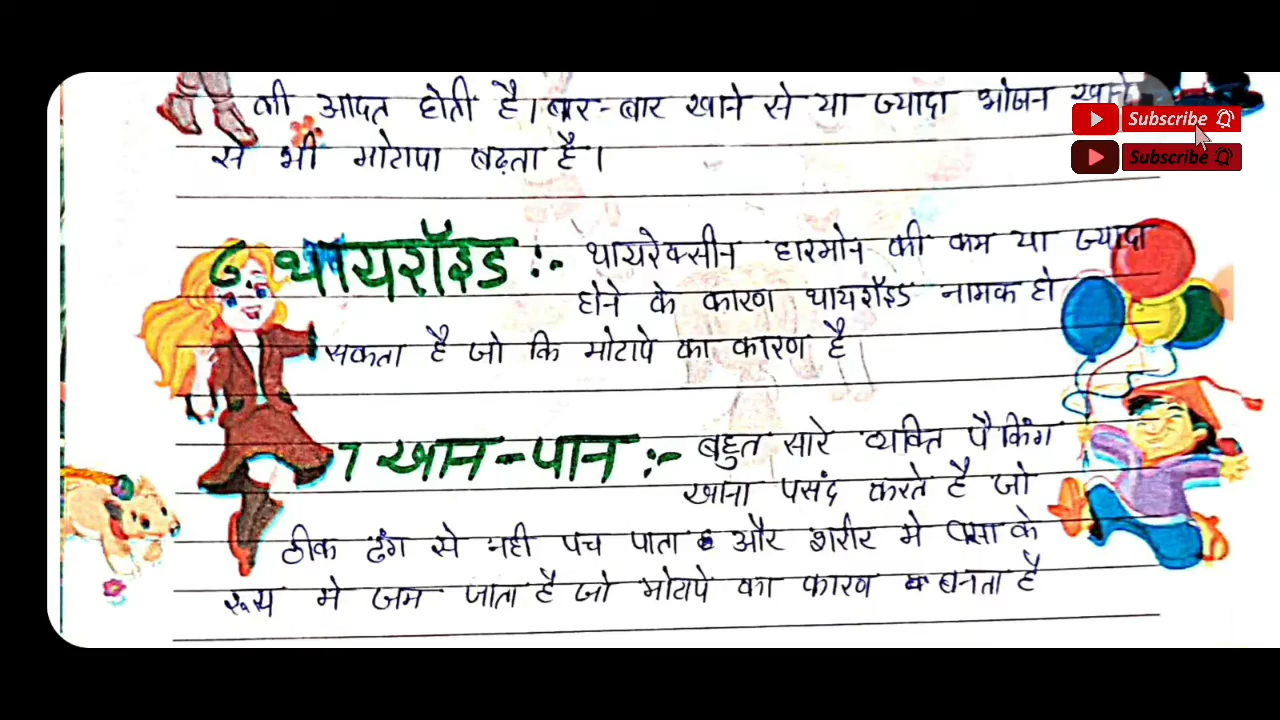 की आदत होती है। बार-बार खाने से या ज्यादा भोजन खाने
से भी मोटापा बढ़ता है।
Subscribe
Subscribe
6 थायरॉइड :- थायरेक्सीन हारमोन की कम या ज्यादा
होने के कारण थायरॉइड नामक हो
सकता है जो कि मोटापे का कारण है
7 खान-पान :- बहुत सारे व्यक्ति पैकिंग
खाना पसंद करते है जो
ठीक ढंग से नही पच पाता और शरीर मे वसा के
रूप मे जम जाता है जो मोटापे का कारण बनता है